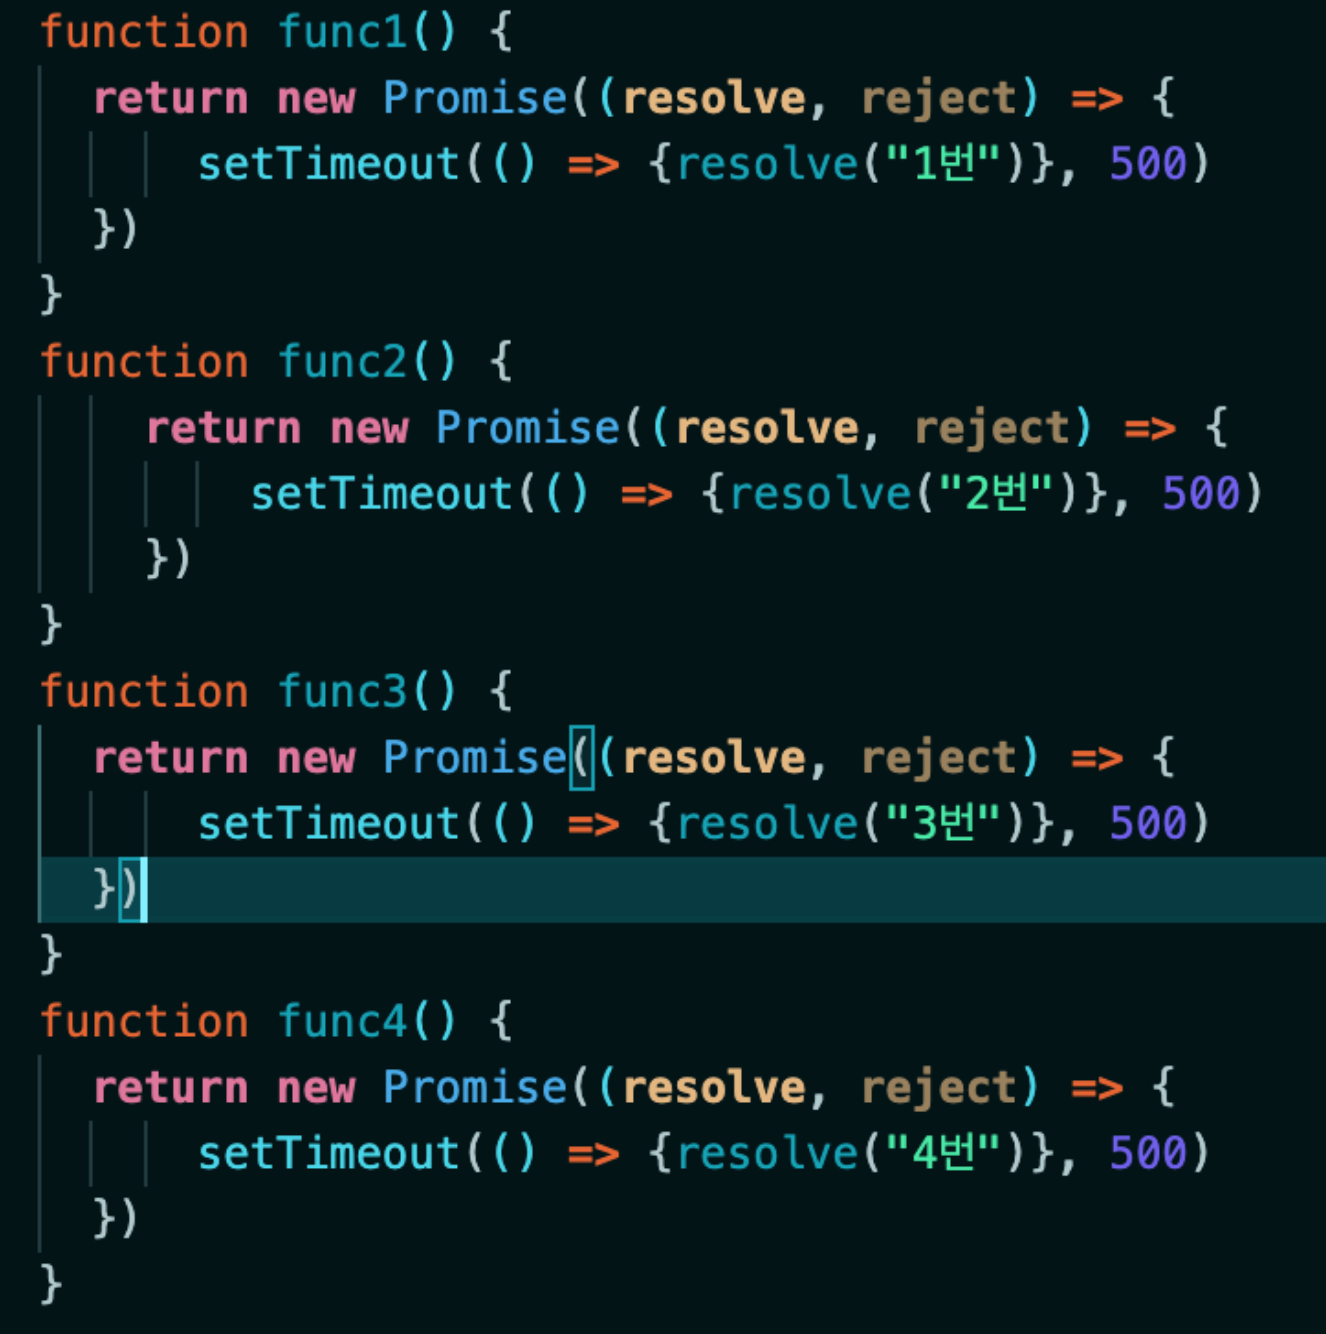 function func1() {
  return new Promise((resolve, reject) => {
      setTimeout(() => {resolve("1번")}, 500)
  })
}
function func2() {
    return new Promise((resolve, reject) => {
        setTimeout(() => {resolve("2번")}, 500)
    })
}
function func3() {
  return new Promise((resolve, reject) => {
      setTimeout(() => {resolve("3번")}, 500)
  })
}
function func4() {
  return new Promise((resolve, reject) => {
      setTimeout(() => {resolve("4번")}, 500)
  })
}